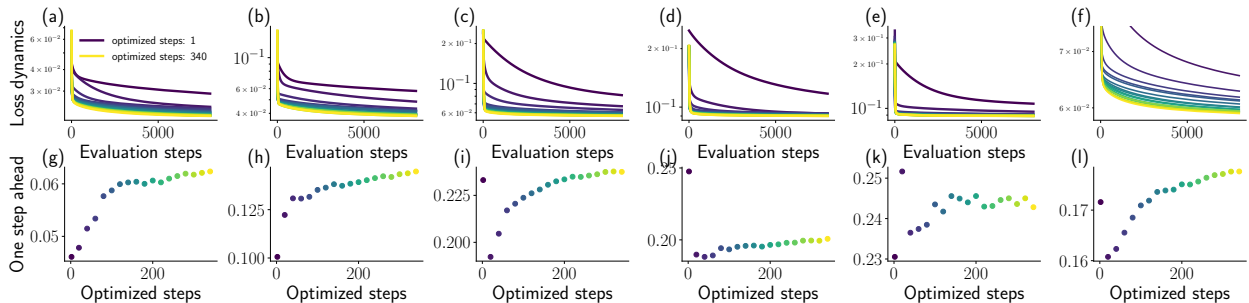 (a) (b) (c) (d) (e) (f)
Loss dynamics
6 × 10⁻²
4 × 10⁻²
3 × 10⁻²
optimized steps: 1
optimized steps: 340
10⁻¹
6 × 10⁻²
4 × 10⁻²
2 × 10⁻¹
10⁻¹
6 × 10⁻²
2 × 10⁻¹
10⁻¹
2 × 10⁻¹
10⁻¹
7 × 10⁻²
6 × 10⁻²
0 5000 0 5000 0 5000 0 5000 0 5000 0 5000
Evaluation steps Evaluation steps Evaluation steps Evaluation steps Evaluation steps Evaluation steps
(g) (h) (i) (j) (k) (l)
One step ahead
0.06
0.05
0.125
0.100
0.225
0.200
0.25
0.20
0.25
0.24
0.23
0.17
0.16
200 0 200 0 200 0 200 0 200 0 200
Optimized steps Optimized steps Optimized steps Optimized steps Optimized steps Optimized steps